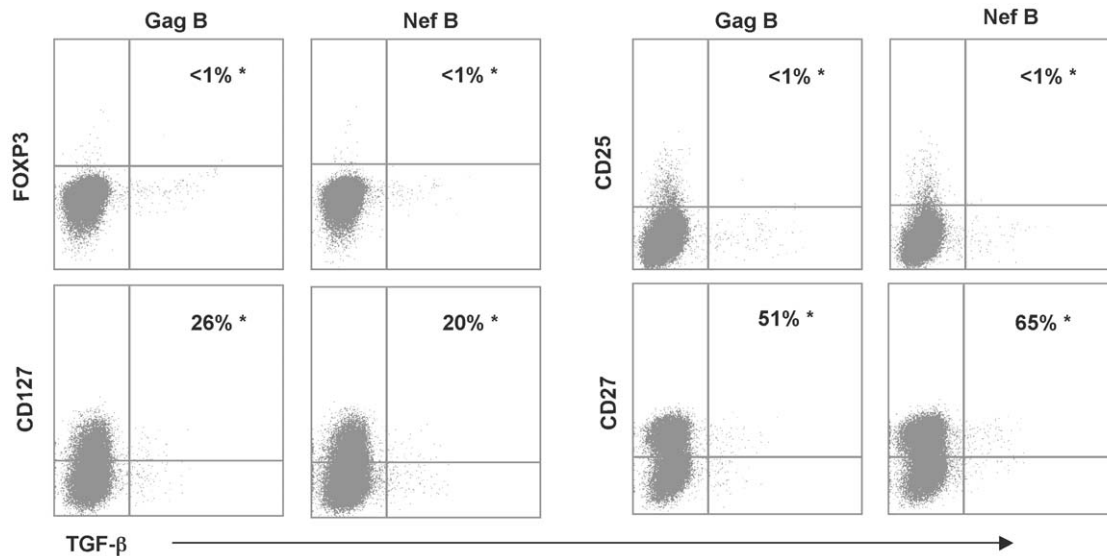 Gag B Nef B Gag B Nef B
FOXP3 <1% * <1% * CD25 <1% * <1% *
CD127 26% * 20% * CD27 51% * 65% *
TGF-β